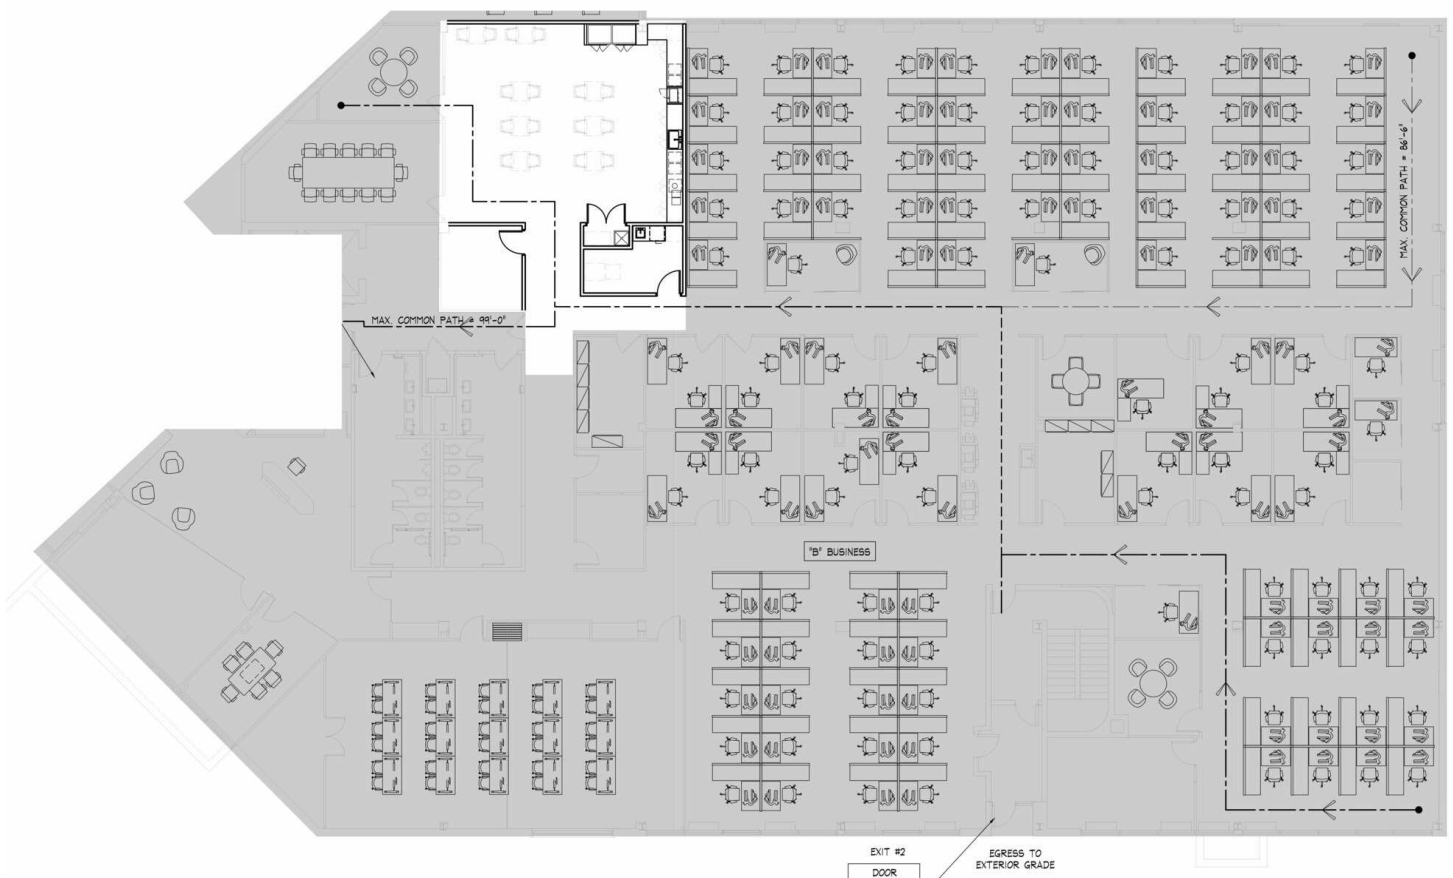 MAX. COMMON PATH = 86'-6"
MAX. COMMON PATH = 99'-0"
"B" BUSINESS
EXIT #2
DOOR
EGRESS TO
EXTERIOR GRADE